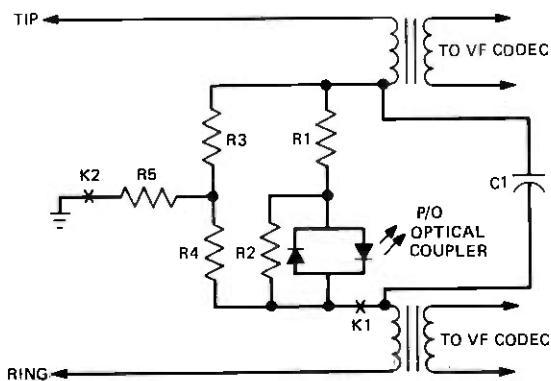 TIP
TO VF CODEC
R3
R1
K2
R5
C1
P/O
OPTICAL
COUPLER
R4
R2
K1
TO VF CODEC
RING